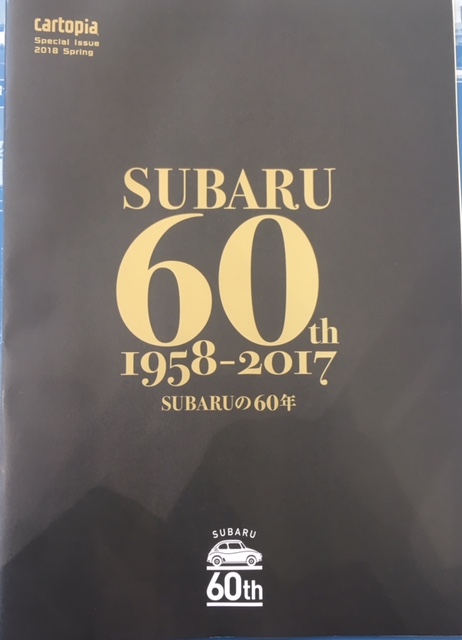 cartopia
Special Issue
2018 Spring
SUBARU
60th
1958-2017
SUBARUの60年
SUBARU
60th